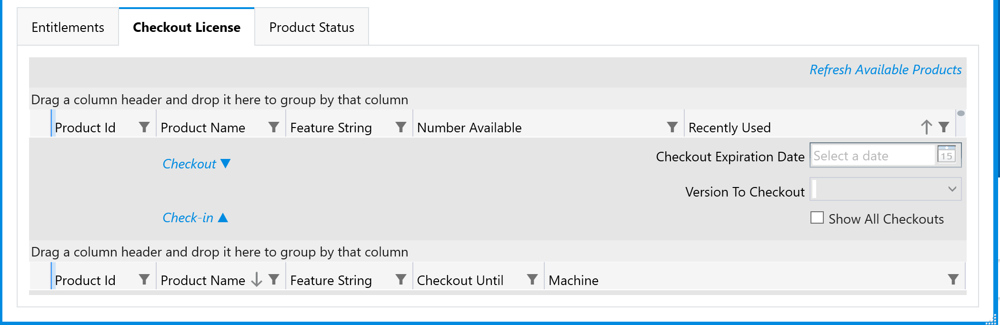 Entitlements Checkout License Product Status
Refresh Available Products
Drag a column header and drop it here to group by that column
Product Id Product Name Feature String Number Available Recently Used
Checkout Expiration Date Select a date 15
Checkout
Version To Checkout
Check-in
Show All Checkouts
Drag a column header and drop it here to group by that column
Product Id Product Name Feature String Checkout Until Machine